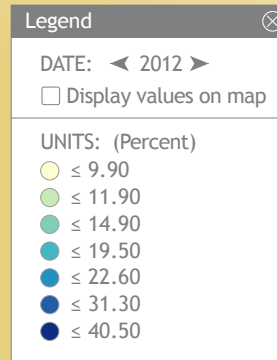 Legend
DATE: ◄ 2012 ►
Display values on map
UNITS: (Percent)
≤ 9.90
≤ 11.90
≤ 14.90
≤ 19.50
≤ 22.60
≤ 31.30
≤ 40.50